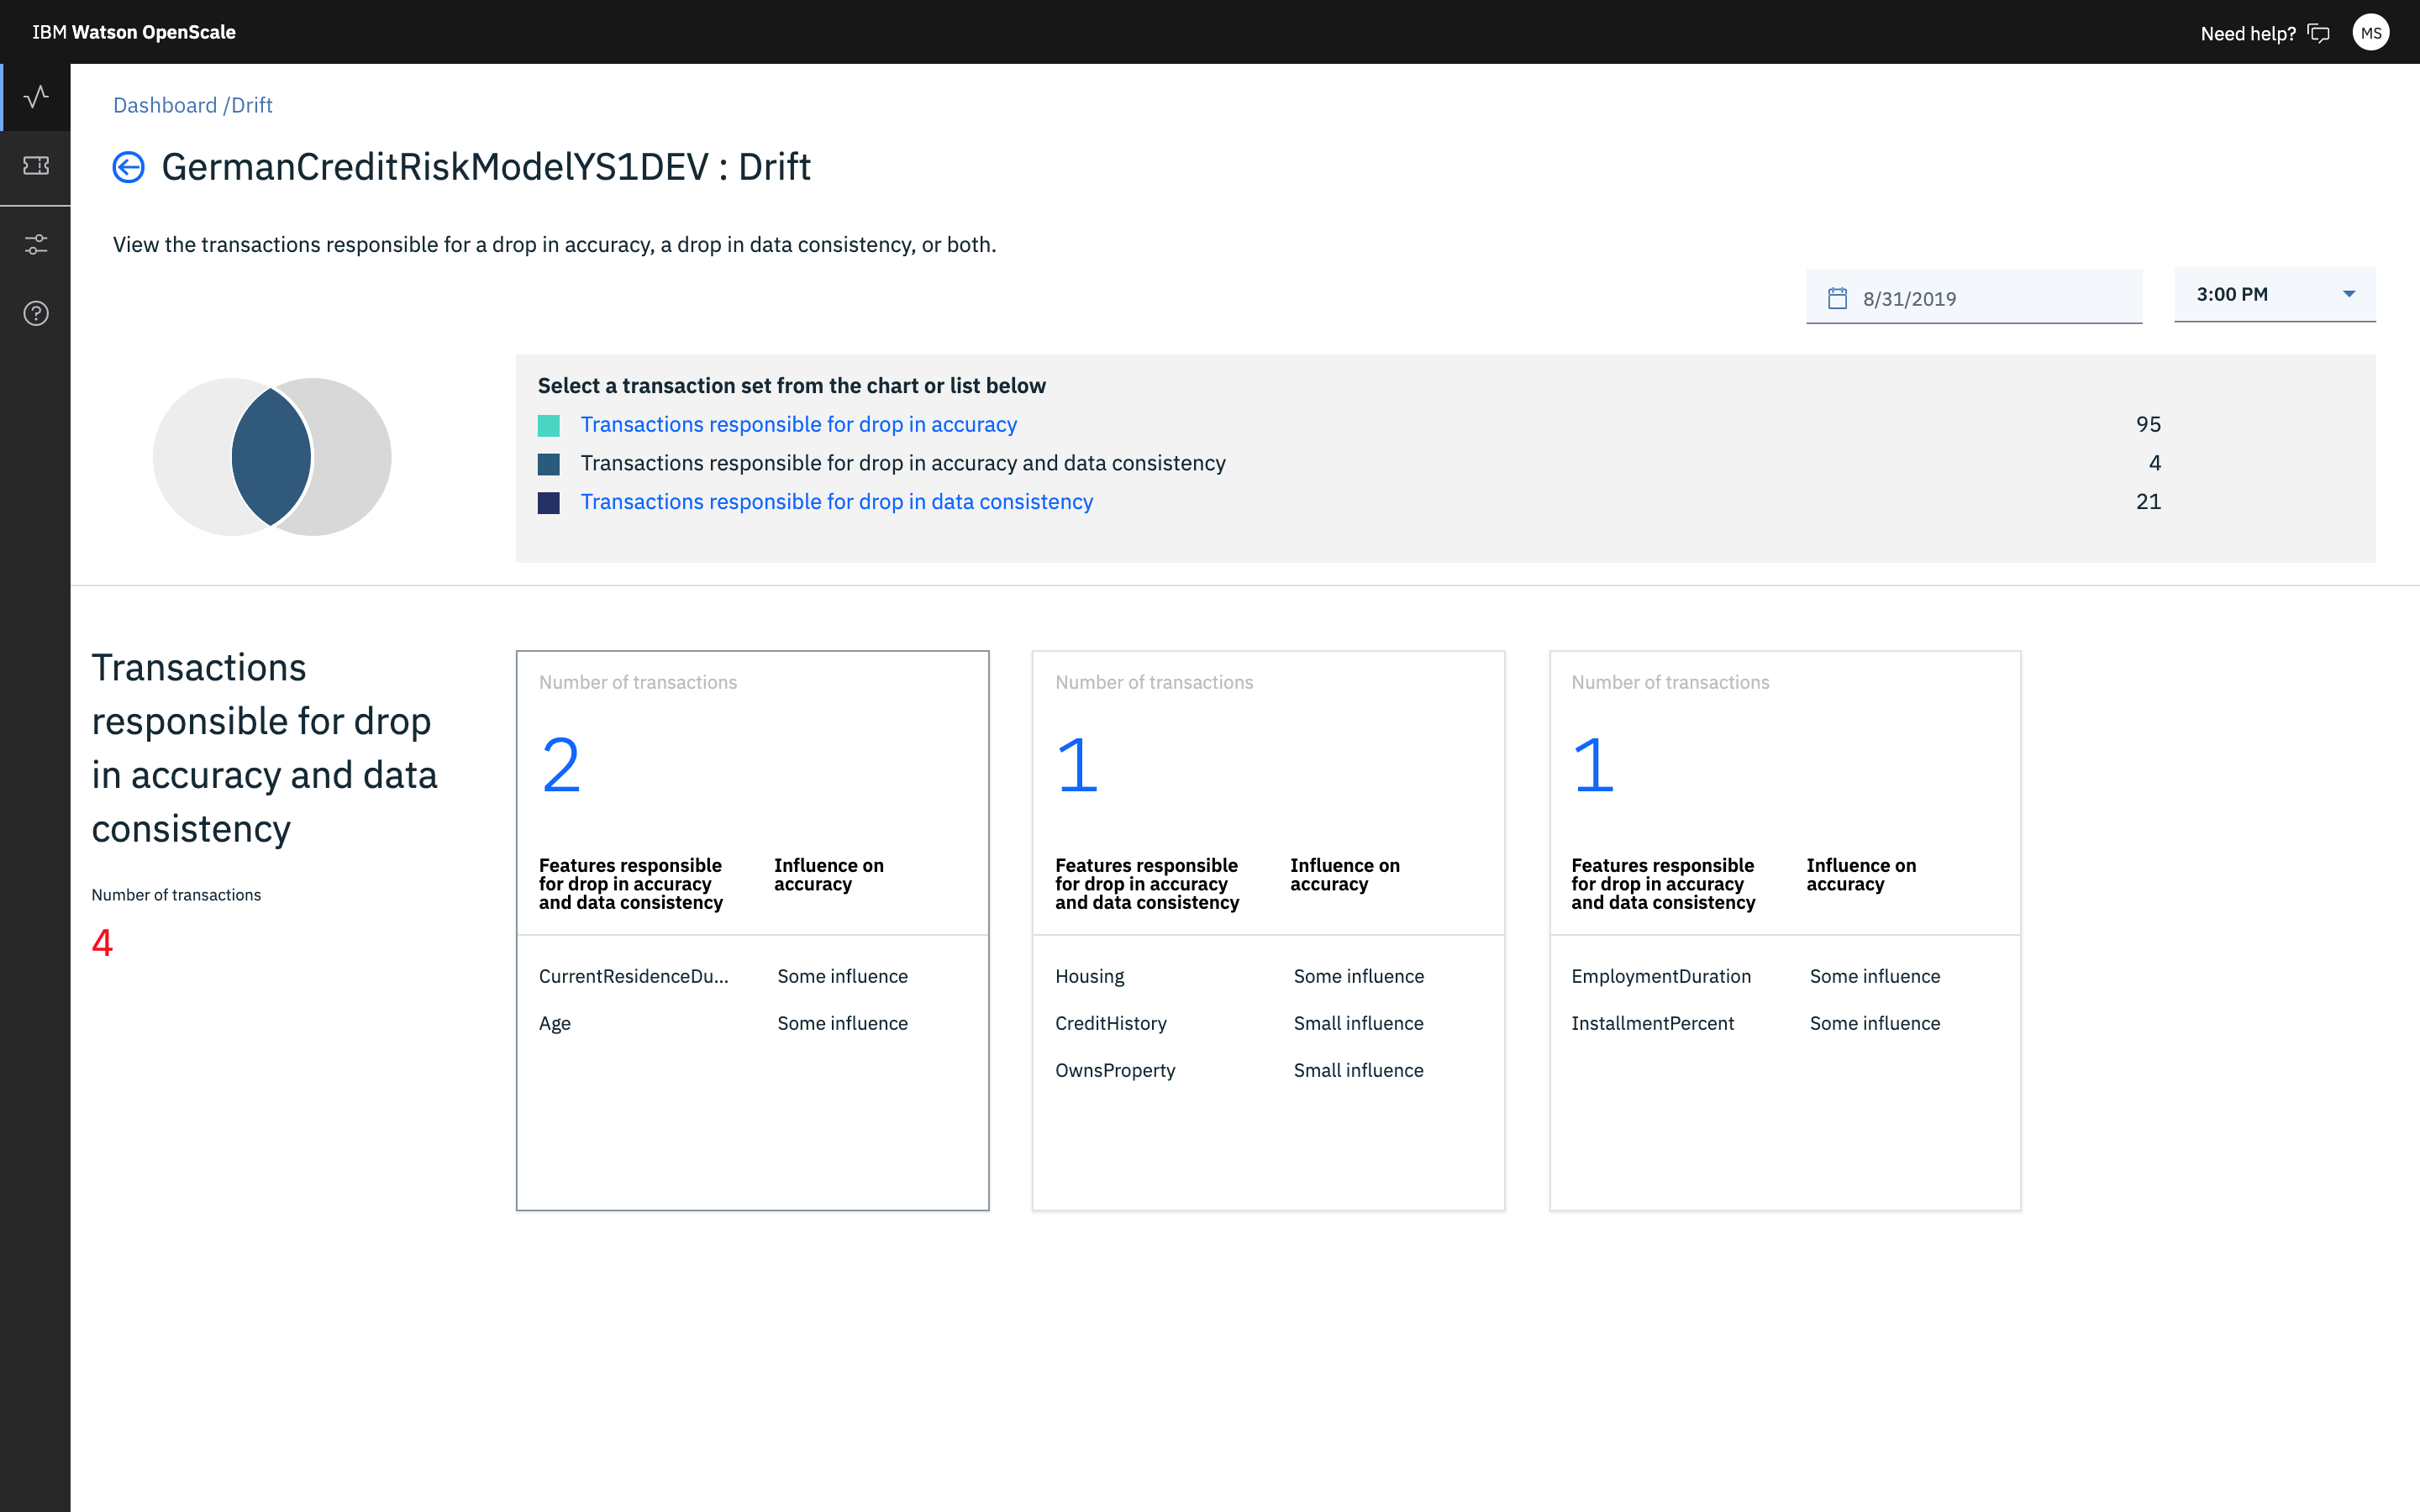 IBM Watson OpenScale
Need help?
MS
Dashboard /Drift
GermanCreditRiskModelYS1DEV : Drift
View the transactions responsible for a drop in accuracy, a drop in data consistency, or both.
8/31/2019
3:00 PM
Select a transaction set from the chart or list below
Transactions responsible for drop in accuracy 95
Transactions responsible for drop in accuracy and data consistency 4
Transactions responsible for drop in data consistency 21
Transactions
responsible for drop
in accuracy and data
consistency
Number of transactions
4
Number of transactions
2
Features responsible
for drop in accuracy
and data consistency
Influence on
accuracy
CurrentResidenceDu... Some influence
Age Some influence
Number of transactions
1
Features responsible
for drop in accuracy
and data consistency
Influence on
accuracy
Housing Some influence
CreditHistory Small influence
OwnsProperty Small influence
Number of transactions
1
Features responsible
for drop in accuracy
and data consistency
Influence on
accuracy
EmploymentDuration Some influence
InstallmentPercent Some influence